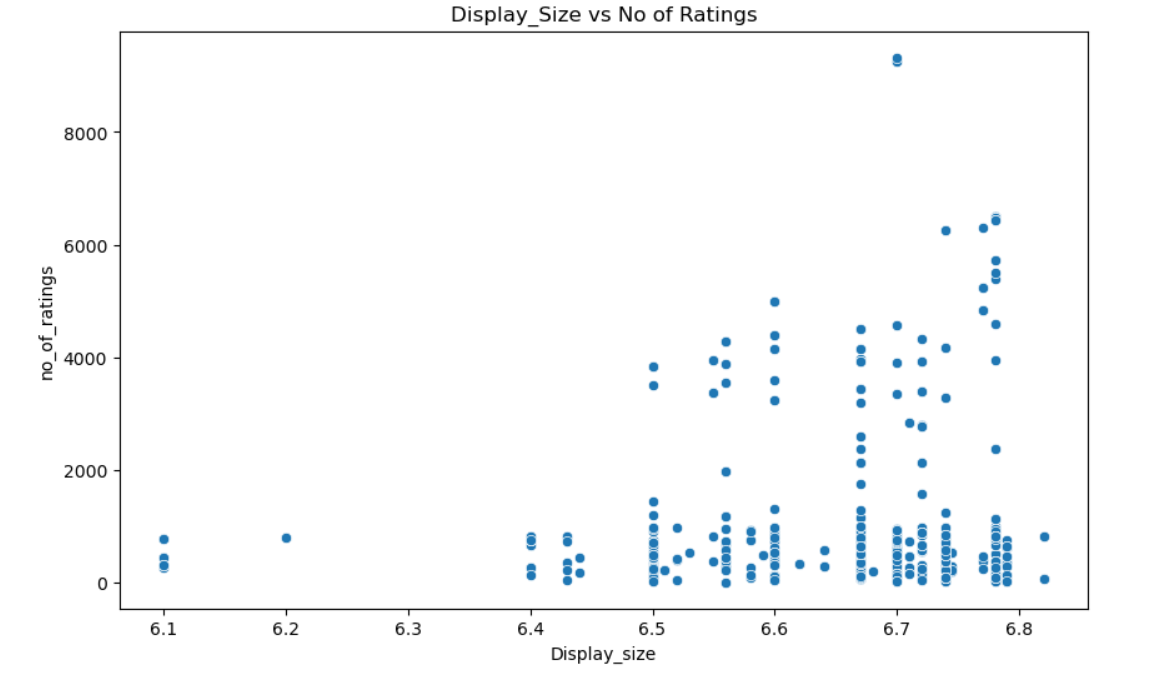 Display_Size vs No of Ratings
no_of_ratings
8000
6000
4000
2000
0
6.1 6.2 6.3 6.4 6.5 6.6 6.7 6.8
Display_size